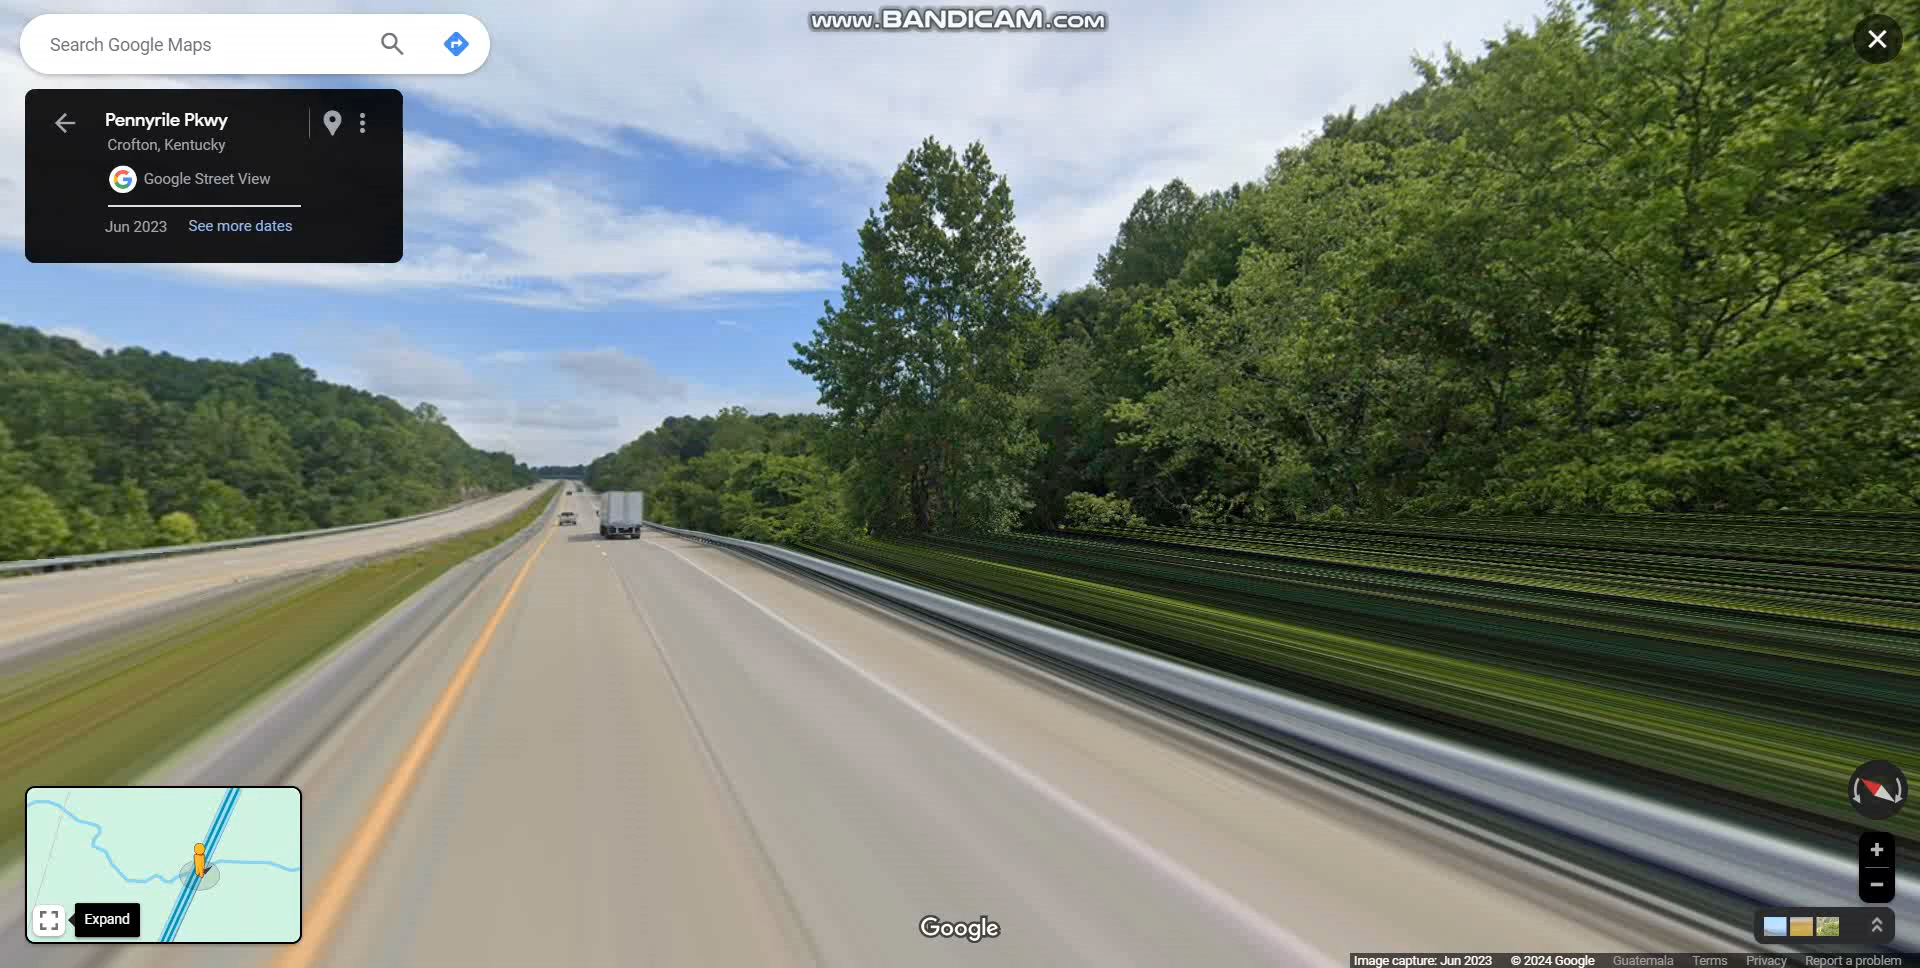 www.BANDICAM.com
Search Google Maps
Pennyrile Pkwy
Crofton, Kentucky
Google Street View
Jun 2023 See more dates
Expand
Google
Image capture: Jun 2023 © 2024 Google Guatemala Terms Privacy Report a problem